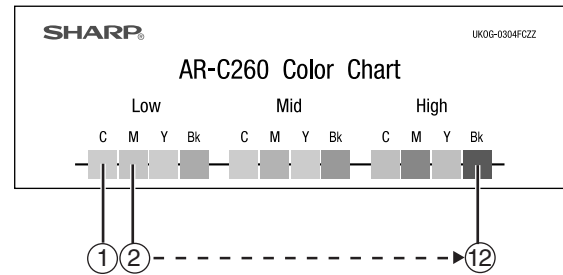 SHARP®
UKOG-0304FCZZ
AR-C260 Color Chart
Low Mid High
C M Y Bk C M Y Bk C M Y Bk
1 2 12